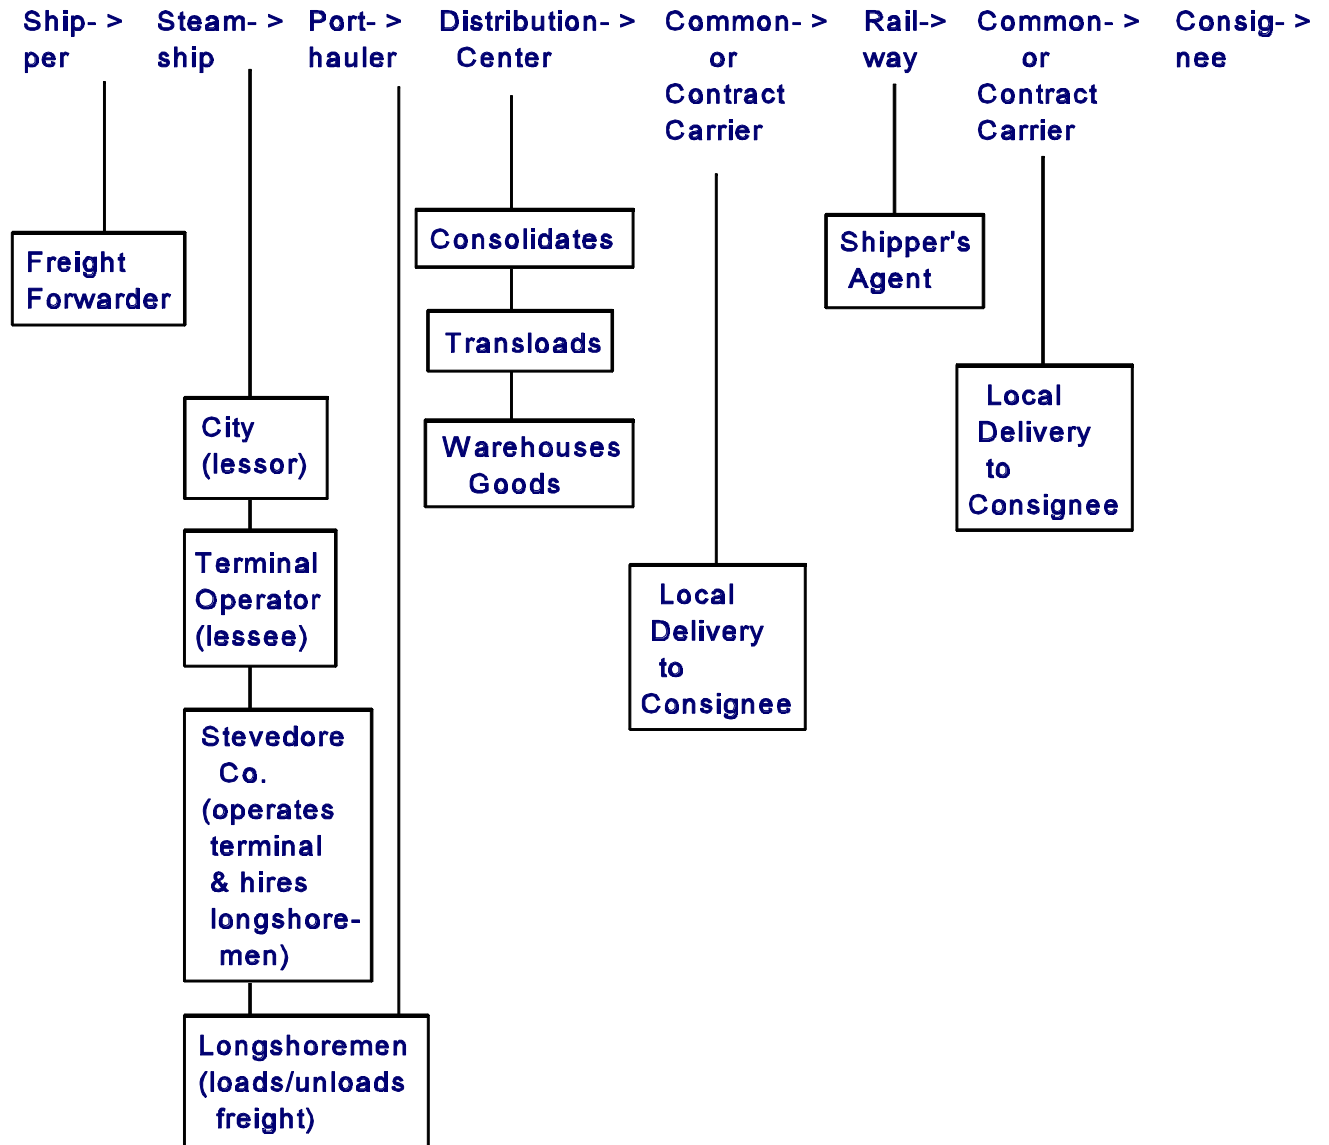 Ship- > Steam- > Port- > Distribution- > Common- > Rail-> Common- > Consig- >
per ship hauler Center or way or nee
Contract Contract
Carrier Carrier
Freight
Forwarder
Consolidates
Transloads
Warehouses
Goods
Shipper's
Agent
City
(lessor)
Terminal
Operator
(lessee)
Stevedore
Co.
(operates
terminal
& hires
longshore-
men)
Longshoremen
(loads/unloads
freight)
Local
Delivery
to
Consignee
Local
Delivery
to
Consignee